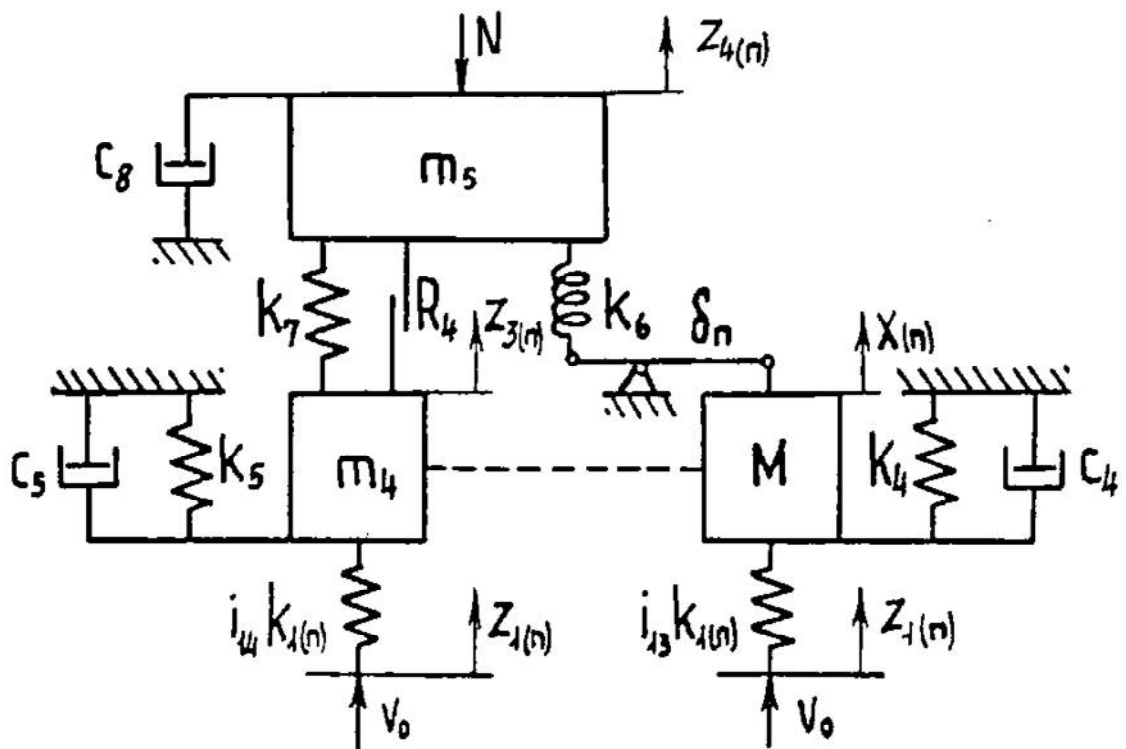 N
Z4(n)
C8
m5
k7
R4
Z3(n)
k6
δn
X(n)
C5
k5
m4
M
k4
C4
i14 k1(n)
Z1(n)
i13 k1(n)
Z1(n)
V0
V0